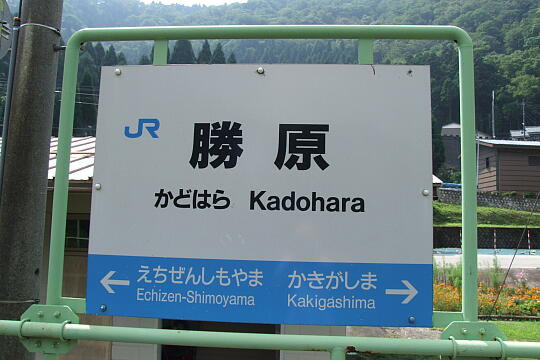 JR 勝原
かどはら Kadohara
← えちぜんしもやま かきがしま →
Echizen-Shimoyama Kakigashima